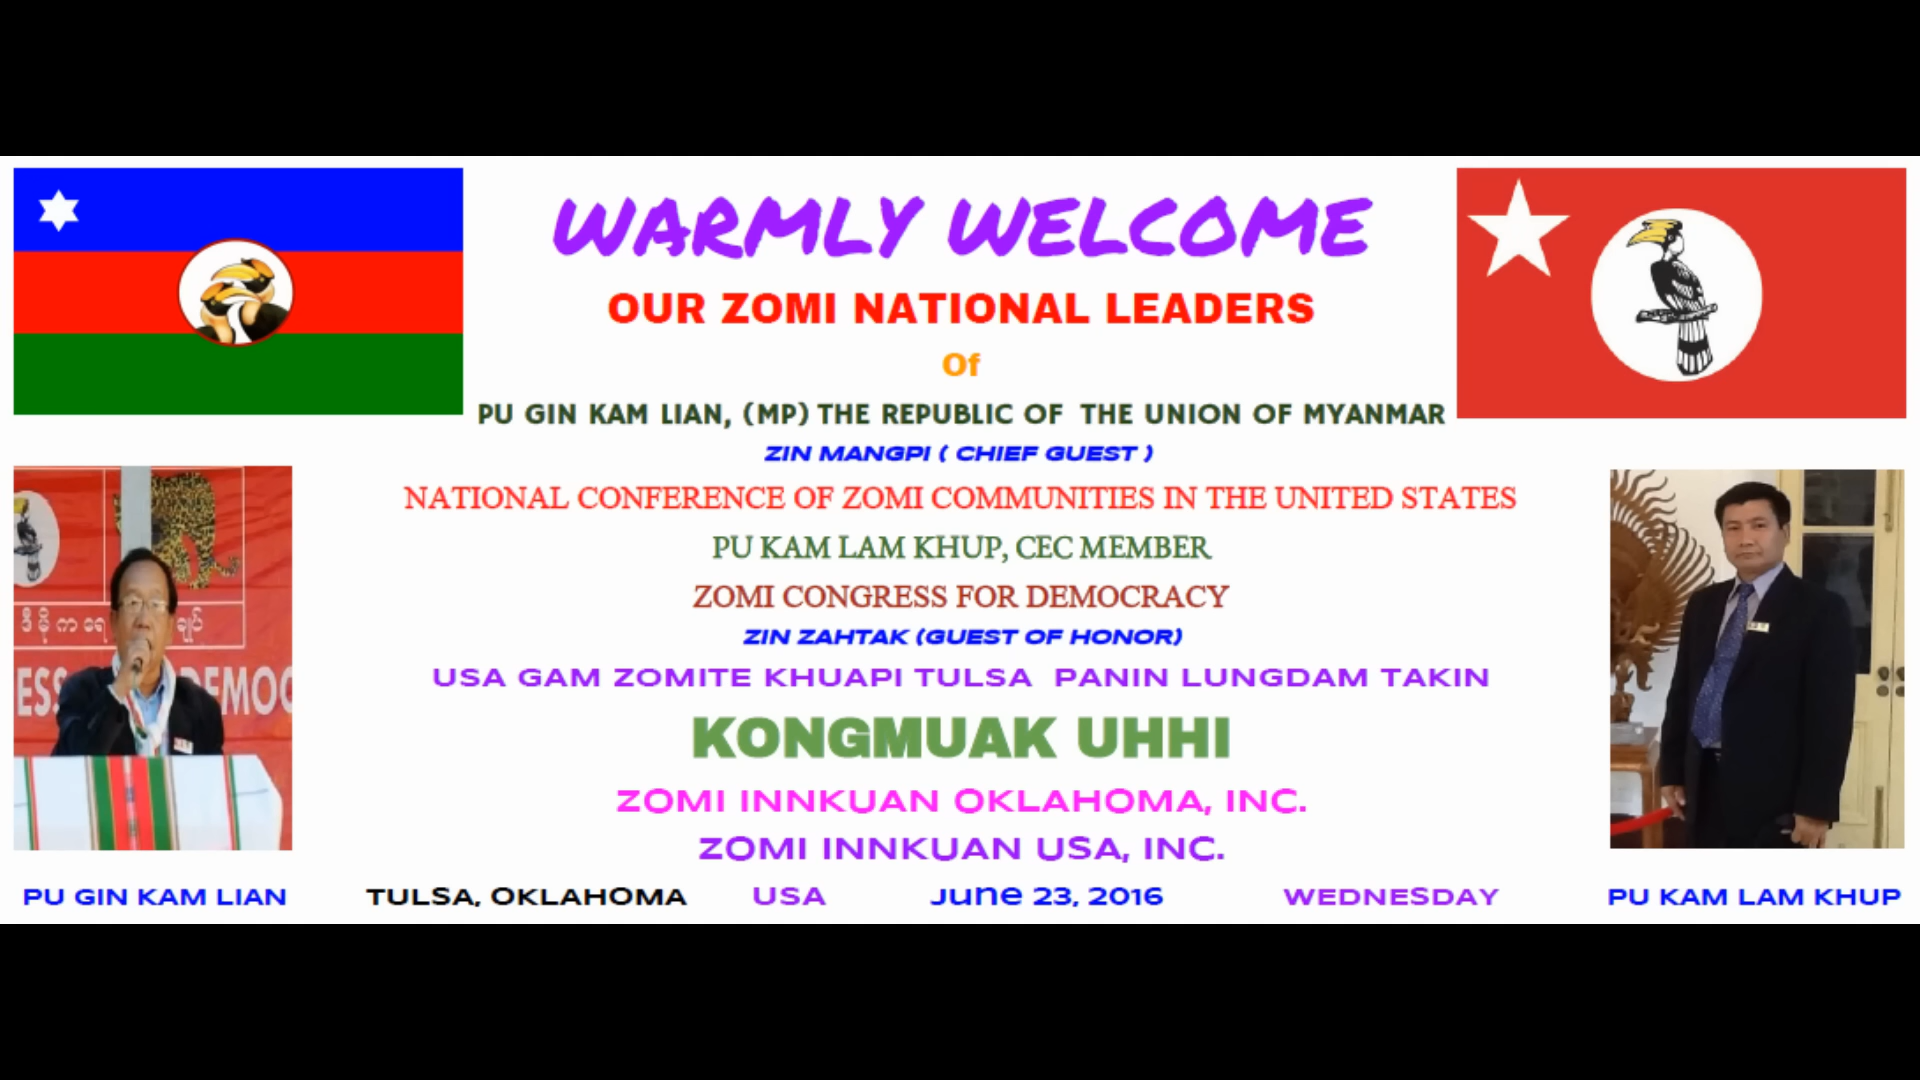 WARMLY WELCOME
OUR ZOMI NATIONAL LEADERS
Of
PU GIN KAM LIAN, (MP) THE REPUBLIC OF THE UNION OF MYANMAR
ZIN MANGPI ( CHIEF GUEST )
NATIONAL CONFERENCE OF ZOMI COMMUNITIES IN THE UNITED STATES
PU KAM LAM KHUP, CEC MEMBER
ZOMI CONGRESS FOR DEMOCRACY
ZIN ZAHTAK (GUEST OF HONOR)
USA GAM ZOMITE KHUAPI TULSA PANIN LUNGDAM TAKIN
KONGMUAK UHHI
ZOMI INNKUAN OKLAHOMA, INC.
ZOMI INNKUAN USA, INC.
PU GIN KAM LIAN TULSA, OKLAHOMA USA June 23, 2016 WEDNESDAY PU KAM LAM KHUP